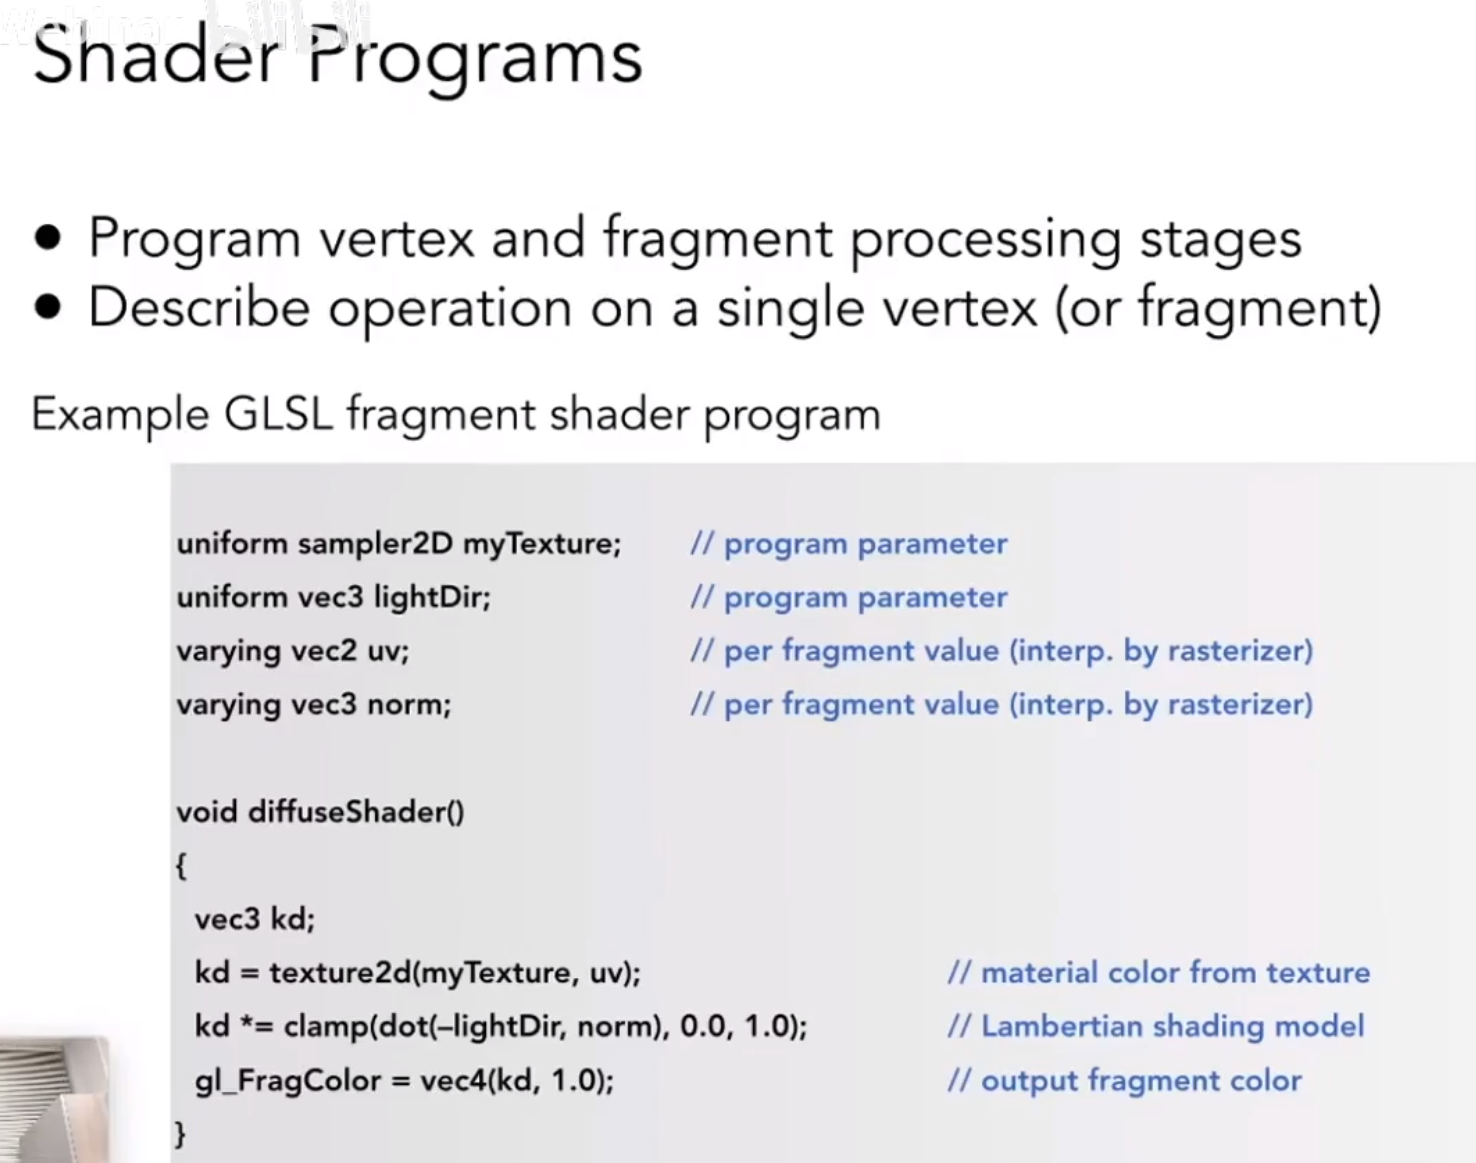 Webinar bilibili
Shader Programs
● Program vertex and fragment processing stages
● Describe operation on a single vertex (or fragment)
Example GLSL fragment shader program
uniform sampler2D myTexture; // program parameter
uniform vec3 lightDir; // program parameter
varying vec2 uv; // per fragment value (interp. by rasterizer)
varying vec3 norm; // per fragment value (interp. by rasterizer)
void diffuseShader()
{
vec3 kd;
kd = texture2d(myTexture, uv); // material color from texture
kd *= clamp(dot(–lightDir, norm), 0.0, 1.0); // Lambertian shading model
gl_FragColor = vec4(kd, 1.0); // output fragment color
}